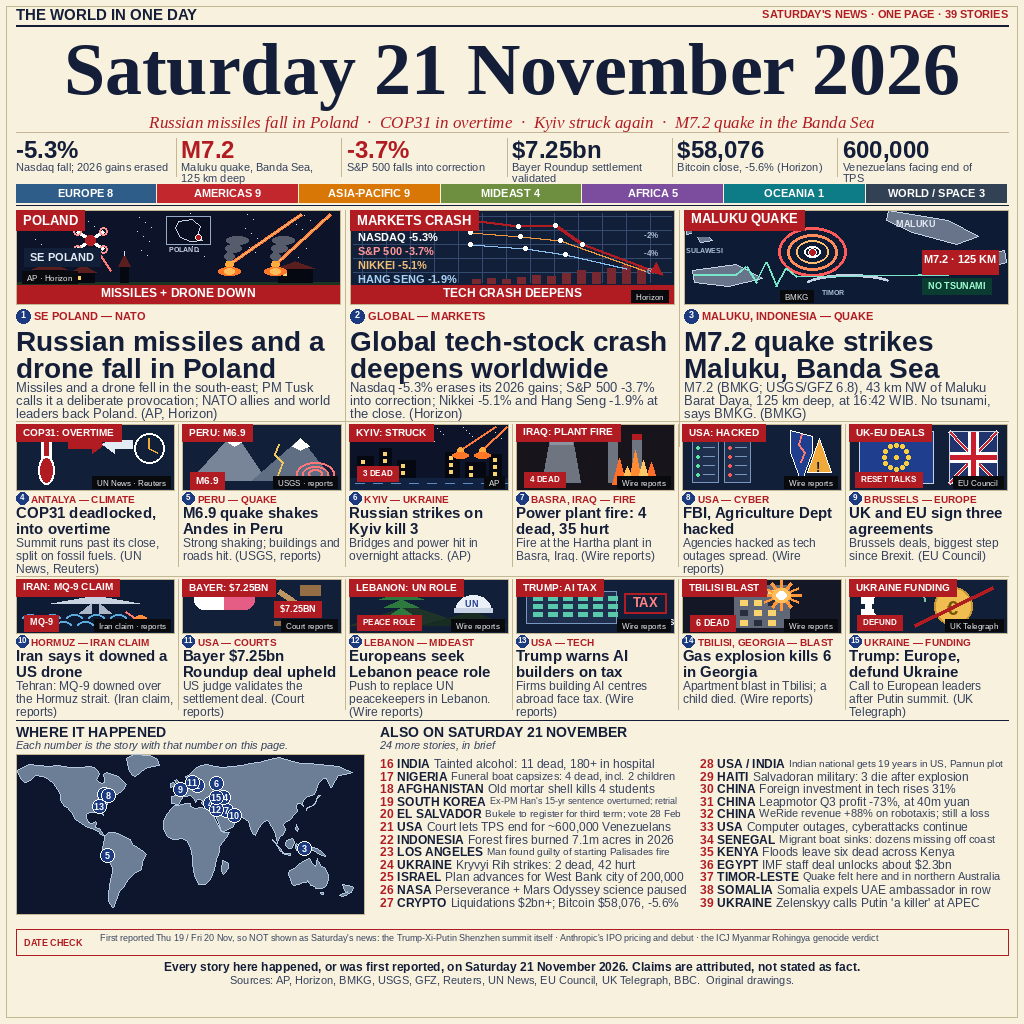 THE WORLD IN ONE DAY
SATURDAY'S NEWS · ONE PAGE · 39 STORIES
Saturday 21 November 2026
Russian missiles fall in Poland · COP31 in overtime · Kyiv struck again · M7.2 quake in the Banda Sea
-5.3%
Nasdaq fall; 2026 gains erased
M7.2
Maluku quake, Banda Sea,
125 km deep
-3.7%
S&P 500 falls into correction
$7.25bn
Bayer Roundup settlement
validated
$58,076
Bitcoin close, -5.6% (Horizon)
600,000
Venezuelans facing end of
TPS
EUROPE 8
AMERICAS 9
ASIA-PACIFIC 9
MIDEAST 4
AFRICA 5
OCEANIA 1
WORLD / SPACE 3
POLAND
POLAND
SE POLAND
AP · Horizon
MISSILES + DRONE DOWN
MARKETS CRASH
NASDAQ -5.3%
S&P 500 -3.7%
NIKKEI -5.1%
HANG SENG -1.9%
-2%
-4%
TECH CRASH DEEPENS
Horizon
MALUKU QUAKE
MALUKU
SULAWESI
M7.2 · 125 KM
NO TSUNAMI
BMKG
TIMOR
1 SE POLAND — NATO
Russian missiles and a
drone fall in Poland
Missiles and a drone fell in the south-east; PM Tusk
calls it a deliberate provocation; NATO allies and world
leaders back Poland. (AP, Horizon)
2 GLOBAL — MARKETS
Global tech-stock crash
deepens worldwide
Nasdaq -5.3% erases its 2026 gains; S&P 500 -3.7%
into correction; Nikkei -5.1% and Hang Seng -1.9% at
the close. (Horizon)
3 MALUKU, INDONESIA — QUAKE
M7.2 quake strikes
Maluku, Banda Sea
M7.2 (BMKG; USGS/GFZ 6.8), 43 km NW of Maluku
Barat Daya, 125 km deep, at 16:42 WIB. No tsunami,
says BMKG. (BMKG)
COP31: OVERTIME
UN News · Reuters
4 ANTALYA — CLIMATE
COP31 deadlocked,
into overtime
Summit runs past its close,
split on fossil fuels. (UN
News, Reuters)
PERU: M6.9
M6.9
USGS · reports
5 PERU — QUAKE
M6.9 quake shakes
Andes in Peru
Strong shaking; buildings and
roads hit. (USGS, reports)
KYIV: STRUCK
3 DEAD
AP
6 KYIV — UKRAINE
Russian strikes on
Kyiv kill 3
Bridges and power hit in
overnight attacks. (AP)
IRAQ: PLANT FIRE
4 DEAD
Wire reports
7 BASRA, IRAQ — FIRE
Power plant fire: 4
dead, 35 hurt
Fire at the Hartha plant in
Basra, Iraq. (Wire reports)
USA: HACKED
!
Wire reports
8 USA — CYBER
FBI, Agriculture Dept
hacked
Agencies hacked as tech
outages spread. (Wire
reports)
UK-EU DEALS
RESET TALKS
EU Council
9 BRUSSELS — EUROPE
UK and EU sign three
agreements
Brussels deals, biggest step
since Brexit. (EU Council)
IRAN: MQ-9 CLAIM
MQ-9
Iran claim · reports
10 HORMUZ — IRAN CLAIM
Iran says it downed a
US drone
Tehran: MQ-9 downed over
the Hormuz strait. (Iran claim,
reports)
BAYER: $7.25BN
$7.25BN
Court reports
11 USA — COURTS
Bayer $7.25bn
Roundup deal upheld
US judge validates the
settlement deal. (Court
reports)
LEBANON: UN ROLE
UN
PEACE ROLE
Wire reports
12 LEBANON — MIDEAST
Europeans seek
Lebanon peace role
Push to replace UN
peacekeepers in Lebanon.
(Wire reports)
TRUMP: AI TAX
TAX
Wire reports
13 USA — TECH
Trump warns AI
builders on tax
Firms building AI centres
abroad face tax. (Wire
reports)
TBILISI BLAST
6 DEAD
Wire reports
14 TBILISI, GEORGIA — BLAST
Gas explosion kills 6
in Georgia
Apartment blast in Tbilisi; a
child died. (Wire reports)
UKRAINE FUNDING
€
DEFUND
UK Telegraph
15 UKRAINE — FUNDING
Trump: Europe,
defund Ukraine
Call to European leaders
after Putin summit. (UK
Telegraph)
WHERE IT HAPPENED
Each number is the story with that number on this page.
11
6
9
8
13
15
4
12
10
5
3
ALSO ON SATURDAY 21 NOVEMBER
24 more stories, in brief
16 INDIA Tainted alcohol: 11 dead, 180+ in hospital
17 NIGERIA Funeral boat capsizes: 4 dead, incl. 2 children
18 AFGHANISTAN Old mortar shell kills 4 students
19 SOUTH KOREA Ex-PM Han's 15-yr sentence overturned; retrial
20 EL SALVADOR Bukele to register for third term; vote 28 Feb
21 USA Court lets TPS end for ~600,000 Venezuelans
22 INDONESIA Forest fires burned 7.1m acres in 2026
23 LOS ANGELES Man found guilty of starting Palisades fire
24 UKRAINE Kryvyi Rih strikes: 2 dead, 42 hurt
25 ISRAEL Plan advances for West Bank city of 200,000
26 NASA Perseverance + Mars Odyssey science paused
27 CRYPTO Liquidations $2bn+; Bitcoin $58,076, -5.6%
28 USA / INDIA Indian national gets 19 years in US, Pannun plot
29 HAITI Salvadoran military: 3 die after explosion
30 CHINA Foreign investment in tech rises 31%
31 CHINA Leapmotor Q3 profit -73%, at 40m yuan
32 CHINA WeRide revenue +88% on robotaxis; still a loss
33 USA Computer outages, cyberattacks continue
34 SENEGAL Migrant boat sinks: dozens missing off coast
35 KENYA Floods leave six dead across Kenya
36 EGYPT IMF staff deal unlocks about $2.3bn
37 TIMOR-LESTE Quake felt here and in northern Australia
38 SOMALIA Somalia expels UAE ambassador in row
39 UKRAINE Zelenskyy calls Putin 'a killer' at APEC
DATE CHECK
First reported Thu 19 / Fri 20 Nov, so NOT shown as Saturday's news: the Trump-Xi-Putin Shenzhen summit itself · Anthropic's IPO pricing and debut · the ICJ Myanmar Rohingya genocide verdict
Every story here happened, or was first reported, on Saturday 21 November 2026. Claims are attributed, not stated as fact.
Sources: AP, Horizon, BMKG, USGS, GFZ, Reuters, UN News, EU Council, UK Telegraph, BBC. Original drawings.